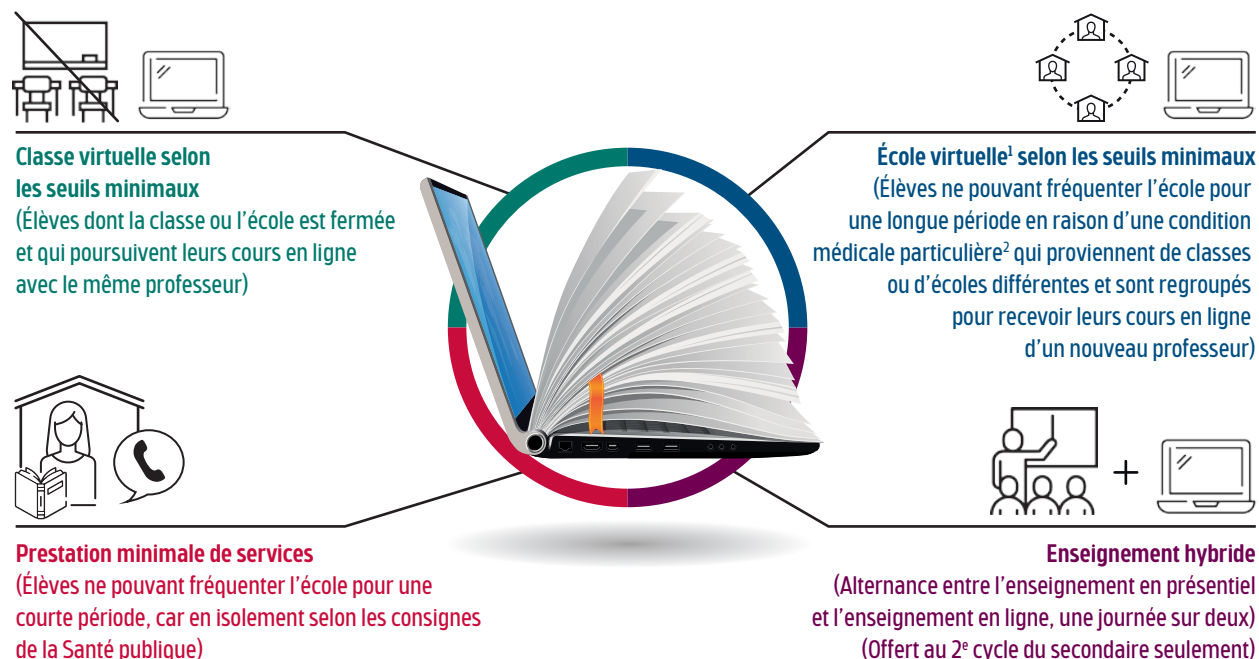 Classe virtuelle selon
les seuils minimaux
(Élèves dont la classe ou l'école est fermée
et qui poursuivent leurs cours en ligne
avec le même professeur)
École virtuelle¹ selon les seuils minimaux
(Élèves ne pouvant fréquenter l'école pour
une longue période en raison d'une condition
médicale particulière² qui proviennent de classes
ou d'écoles différentes et sont regroupés
pour recevoir leurs cours en ligne
d'un nouveau professeur)
Prestation minimale de services
(Élèves ne pouvant fréquenter l'école pour une
courte période, car en isolement selon les consignes
de la Santé publique)
Enseignement hybride
(Alternance entre l'enseignement en présentiel
et l'enseignement en ligne, une journée sur deux)
(Offert au 2ᵉ cycle du secondaire seulement)